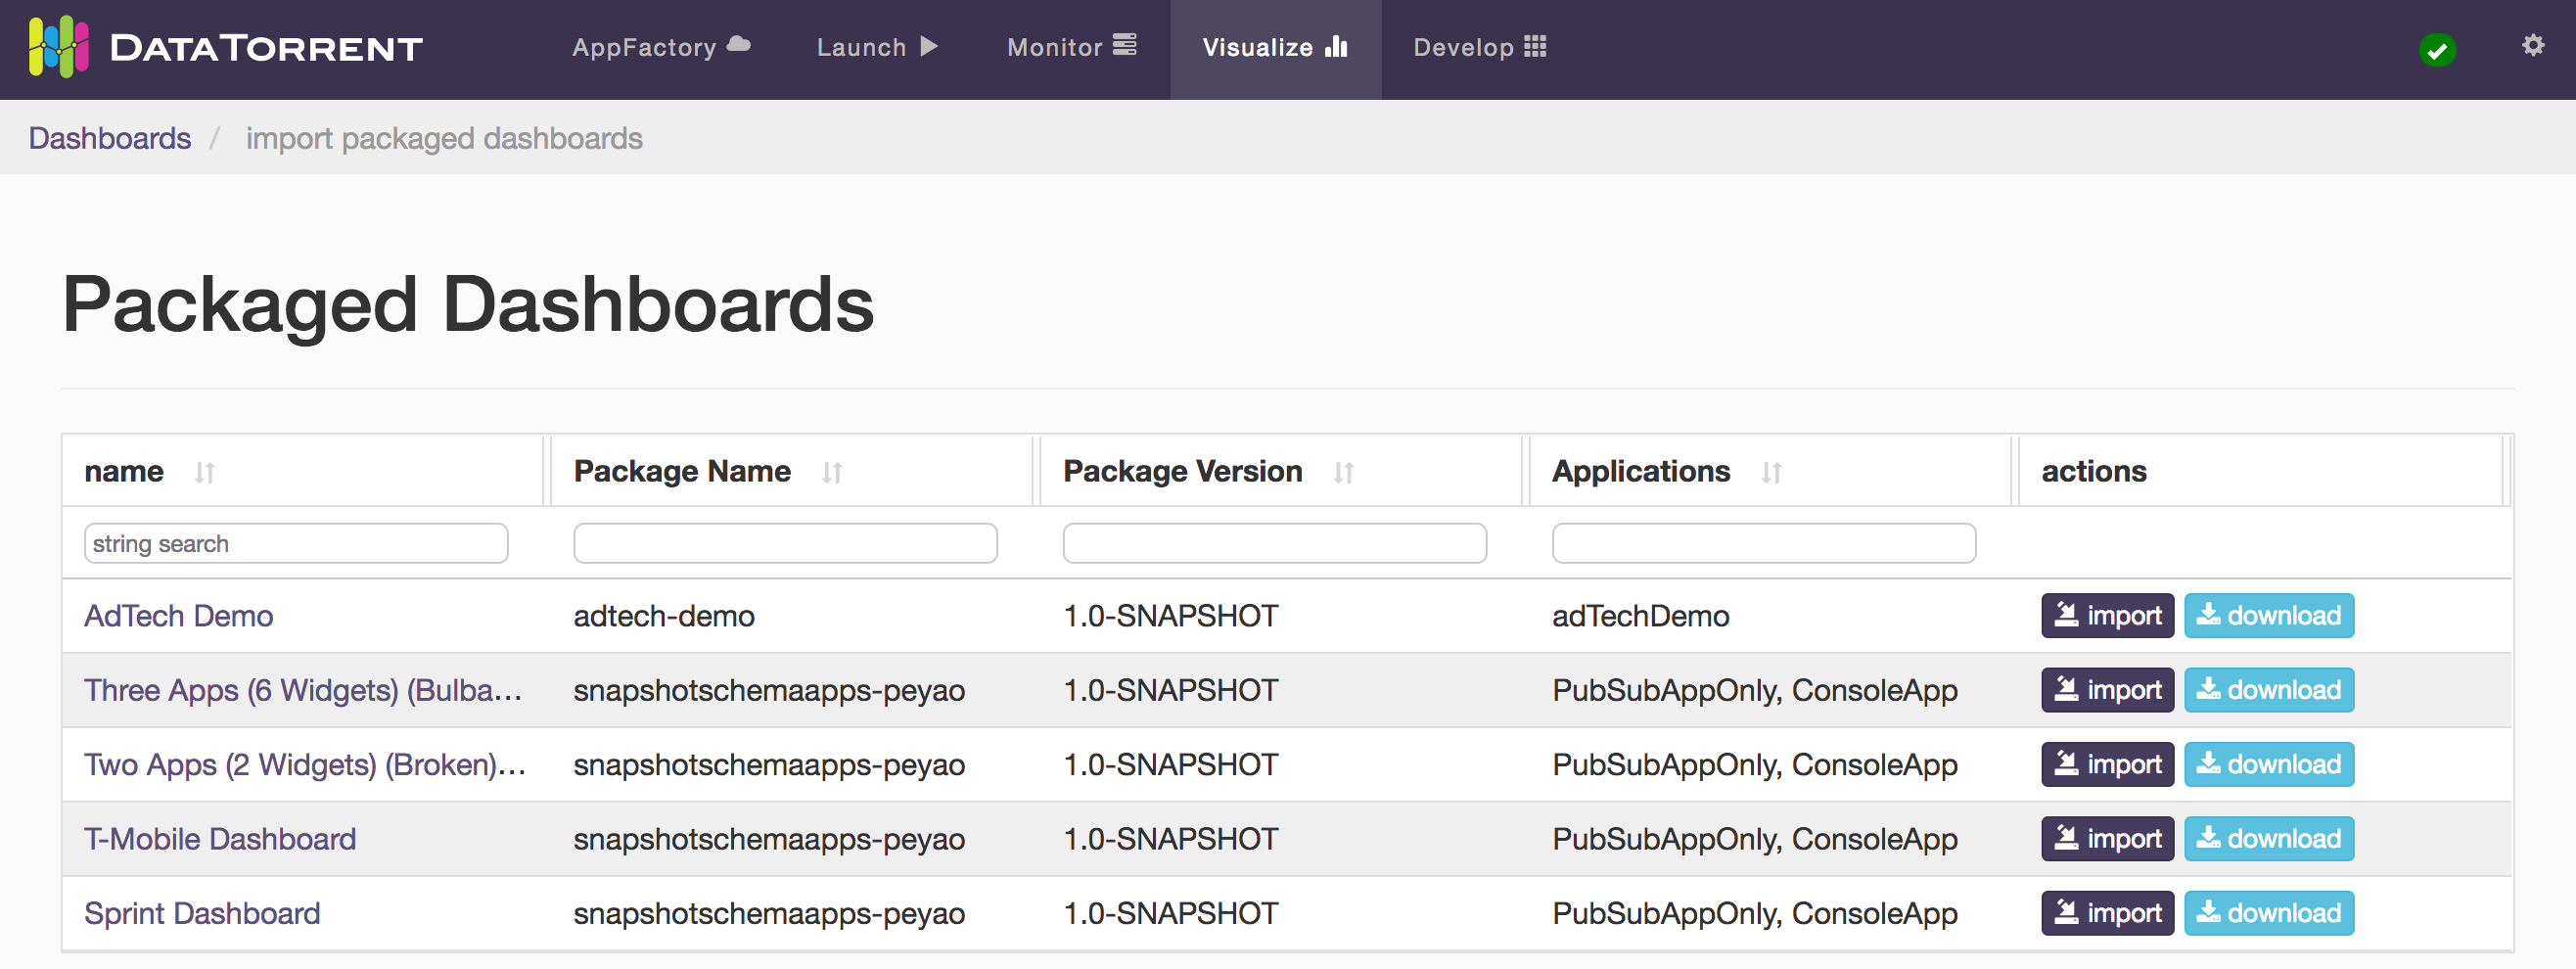 DATATORRENT AppFactory Launch Monitor Visualize Develop
Dashboards / import packaged dashboards
Packaged Dashboards
name Package Name Package Version Applications actions
string search
AdTech Demo adtech-demo 1.0-SNAPSHOT adTechDemo import download
Three Apps (6 Widgets) (Bulba... snapshotschemaapps-peyao 1.0-SNAPSHOT PubSubAppOnly, ConsoleApp import download
Two Apps (2 Widgets) (Broken)... snapshotschemaapps-peyao 1.0-SNAPSHOT PubSubAppOnly, ConsoleApp import download
T-Mobile Dashboard snapshotschemaapps-peyao 1.0-SNAPSHOT PubSubAppOnly, ConsoleApp import download
Sprint Dashboard snapshotschemaapps-peyao 1.0-SNAPSHOT PubSubAppOnly, ConsoleApp import download